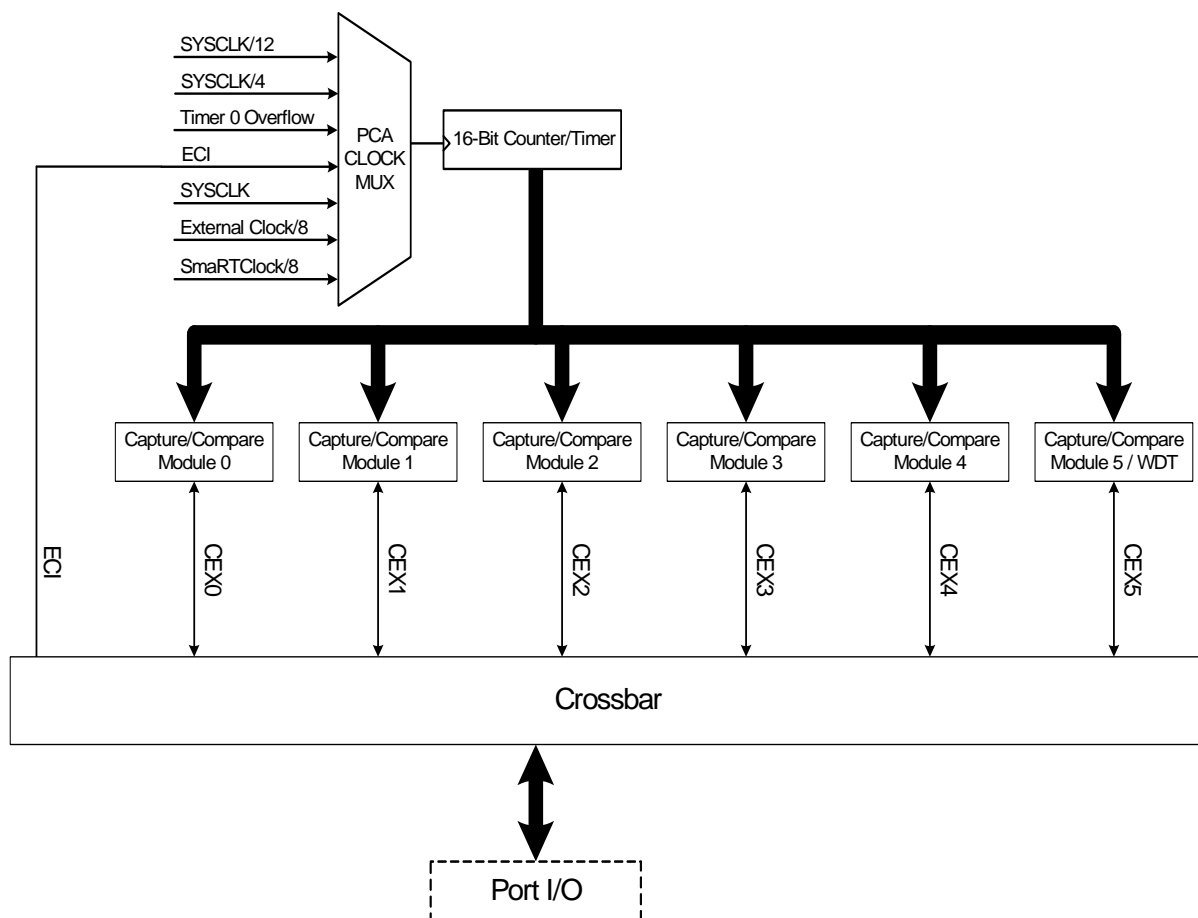 SYSCLK/12
SYSCLK/4
Timer 0 Overflow
ECI
SYSCLK
External Clock/8
SmaRTClock/8
PCA
CLOCK
MUX
16-Bit Counter/Timer
Capture/Compare
Module 0
Capture/Compare
Module 1
Capture/Compare
Module 2
Capture/Compare
Module 3
Capture/Compare
Module 4
Capture/Compare
Module 5 / WDT
ECI
CEX0
CEX1
CEX2
CEX3
CEX4
CEX5
Crossbar
Port I/O